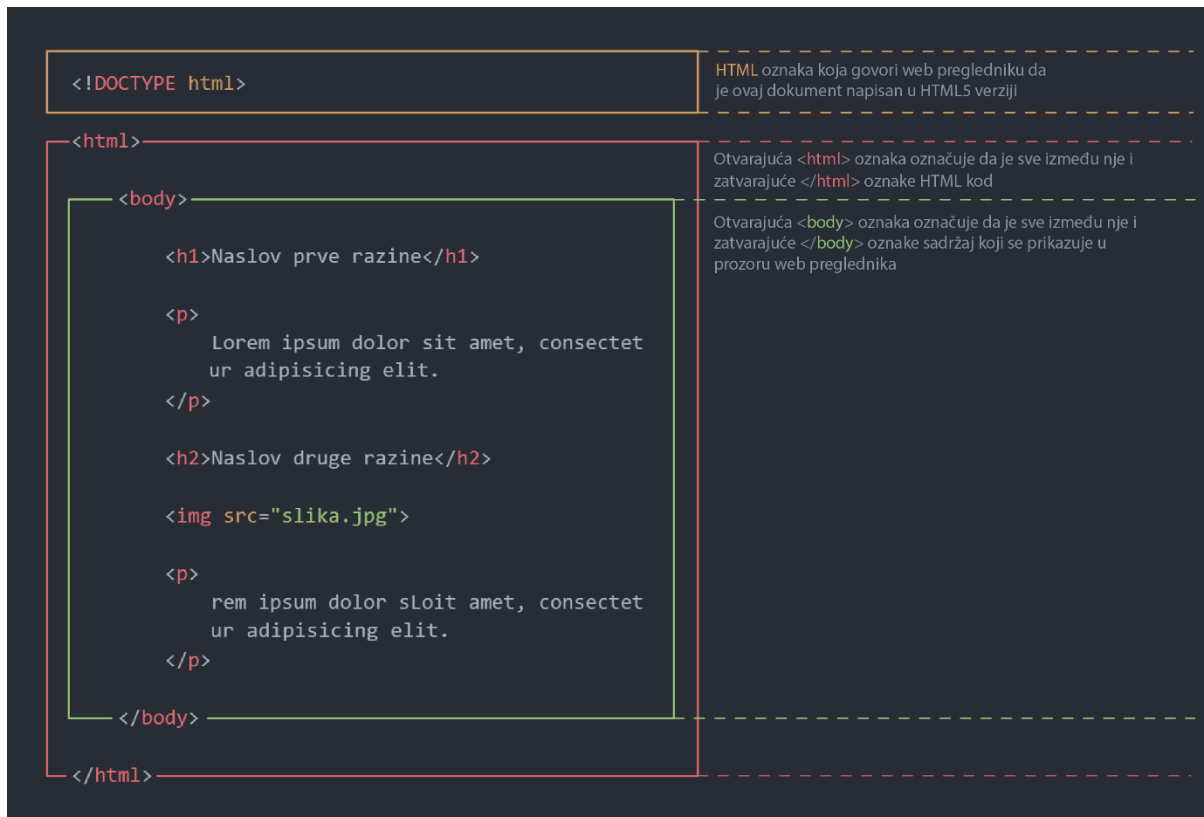 <!DOCTYPE html>
HTML oznaka koja govori web pregledniku da
je ovaj dokument napisan u HTML5 verziji
<html>
Otvarajuća <html> oznaka označuje da je sve između nje i
zatvarajuće </html> oznake HTML kod
<body>
Otvarajuća <body> oznaka označuje da je sve između nje i
zatvarajuće </body> oznake sadržaj koji se prikazuje u
prozoru web preglednika
<h1>Naslov prve razine</h1>
<p>
Lorem ipsum dolor sit amet, consectet
ur adipisicing elit.
</p>
<h2>Naslov druge razine</h2>
<img src="slika.jpg">
<p>
rem ipsum dolor sLoit amet, consectet
ur adipisicing elit.
</p>
</body>
</html>